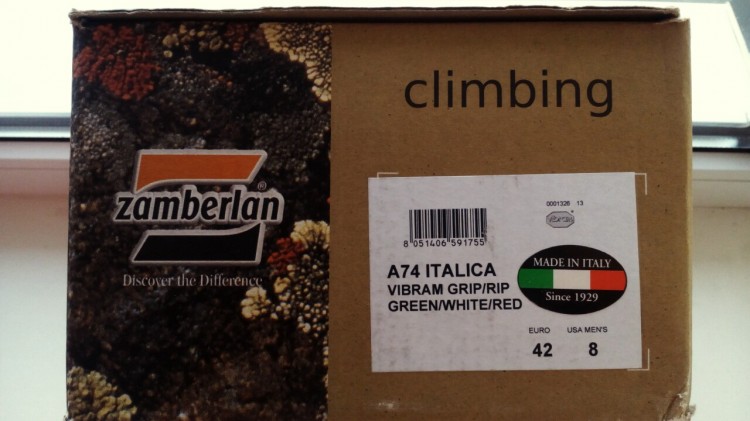 climbing
zamberlan®
Discover the Difference
0001326 13
8 051406 591755
A74 ITALICA
VIBRAM GRIP/RIP
GREEN/WHITE/RED
MADE IN ITALY
Since 1929
EURO USA MEN'S
42 8